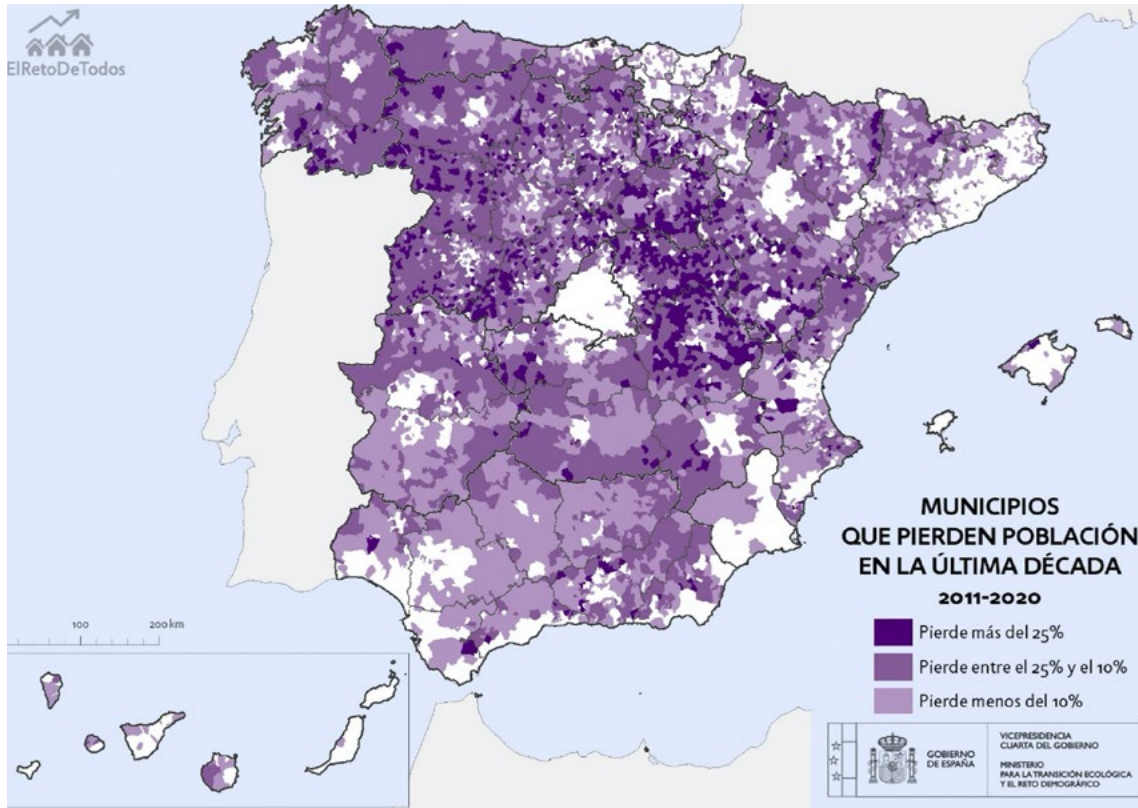 ElRetoDeTodos
MUNICIPIOS
QUE PIERDEN POBLACIÓN
EN LA ÚLTIMA DÉCADA
2011-2020
Pierde más del 25%
Pierde entre el 25% y el 10%
Pierde menos del 10%
100 200 km
GOBIERNO
DE ESPAÑA
VICEPRESIDENCIA
CUARTA DEL GOBIERNO
MINISTERIO
PARA LA TRANSICIÓN ECOLÓGICA
Y EL RETO DEMOGRÁFICO